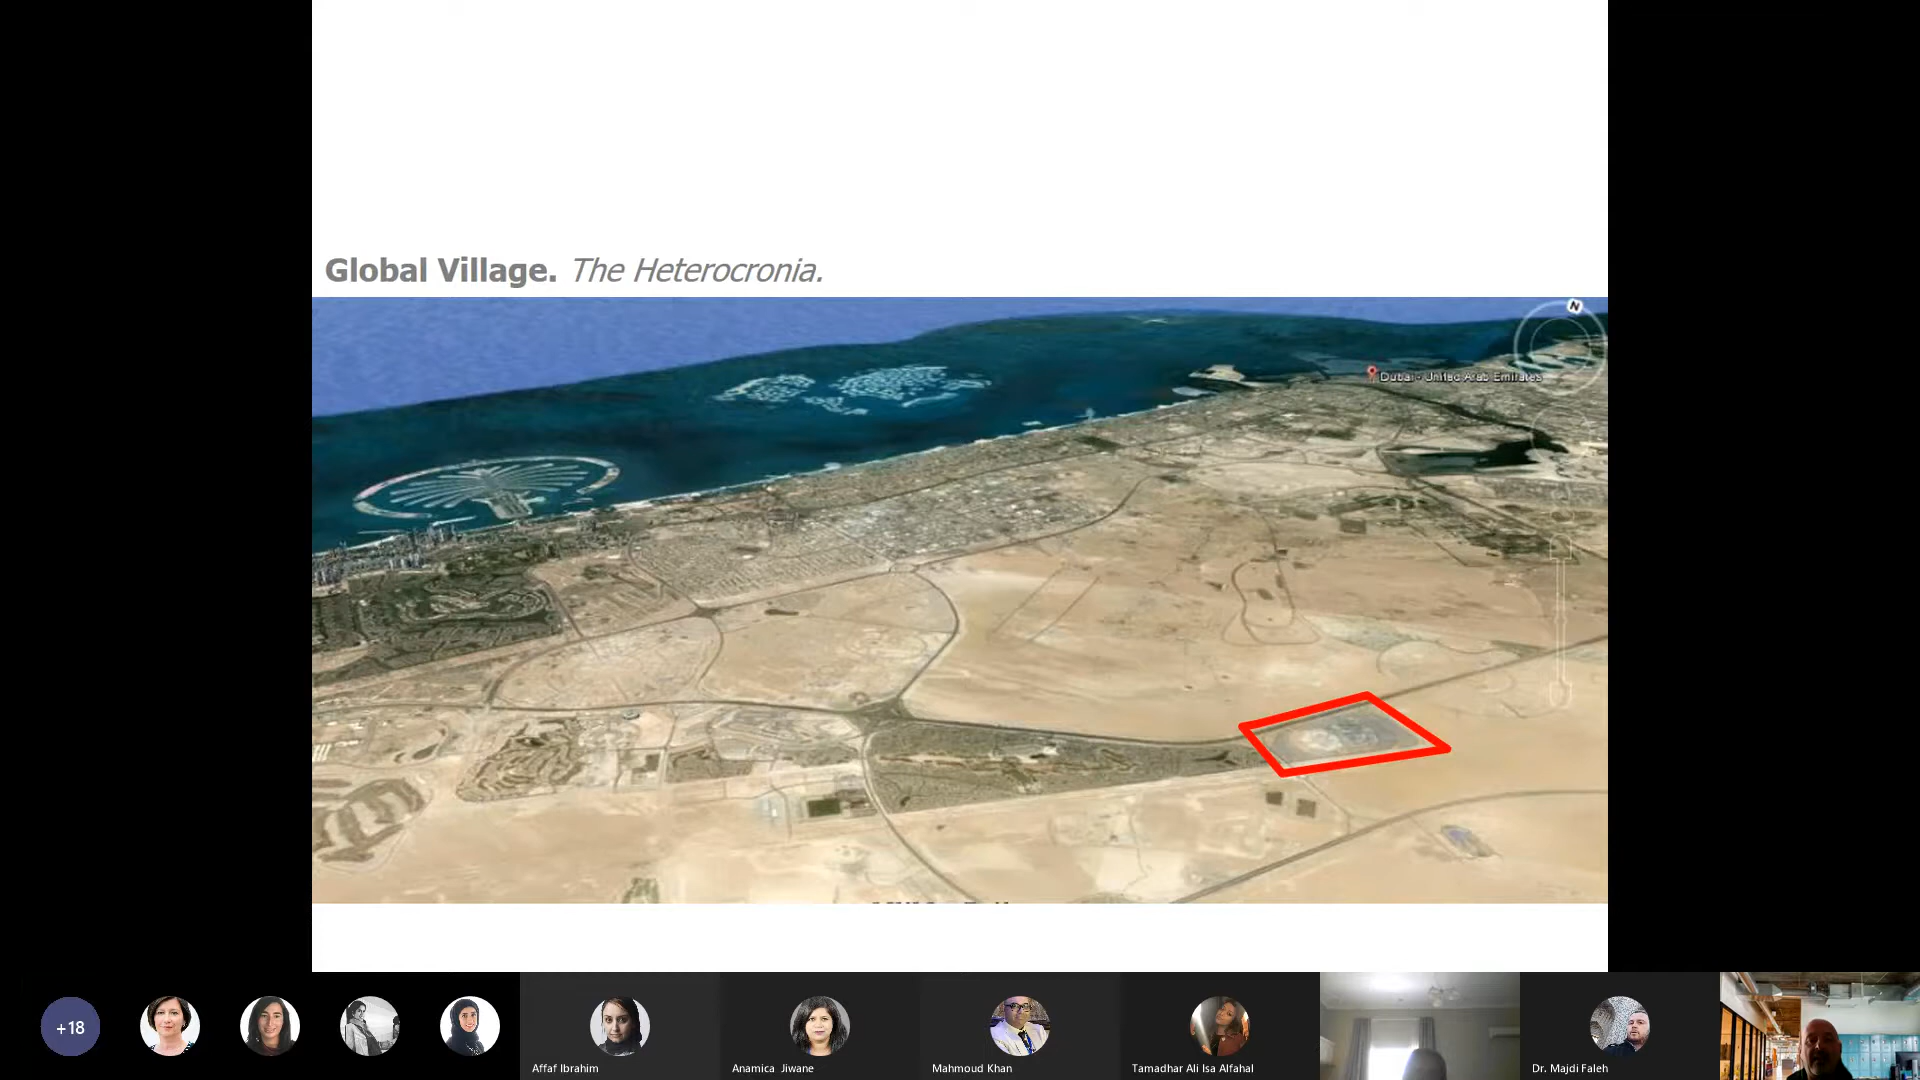 Global Village. The Heterocronia.
N
Dubai - United Arab Emirates
+18
Affaf Ibrahim
Anamica Jiwane
Mahmoud Khan
Tamadhar Ali Isa Alfahal
Dr. Majdi Faleh